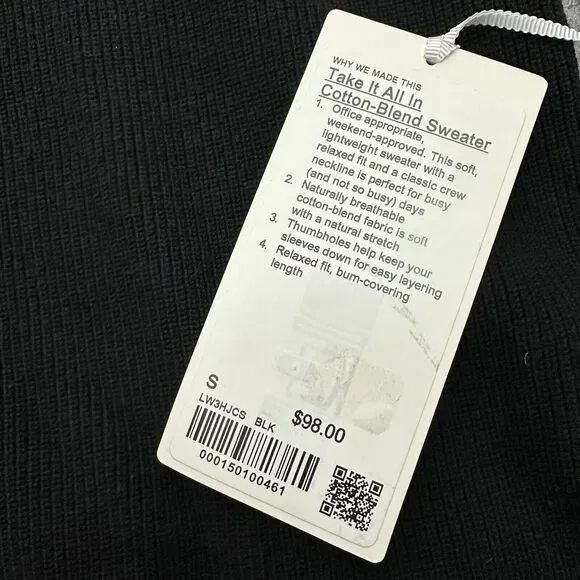 WHY WE MADE THIS
Take It All In
Cotton-Blend Sweater
1. Office appropriate,
weekend-approved. This soft,
lightweight sweater with a
relaxed fit and a classic crew
neckline is perfect for busy
(and not so busy) days
2. Naturally breathable
cotton-blend fabric is soft
with a natural stretch
3. Thumbholes help keep your
sleeves down for easy layering
4. Relaxed fit, bum-covering
length
S
LW3HJCS BLK $98.00
000150100461